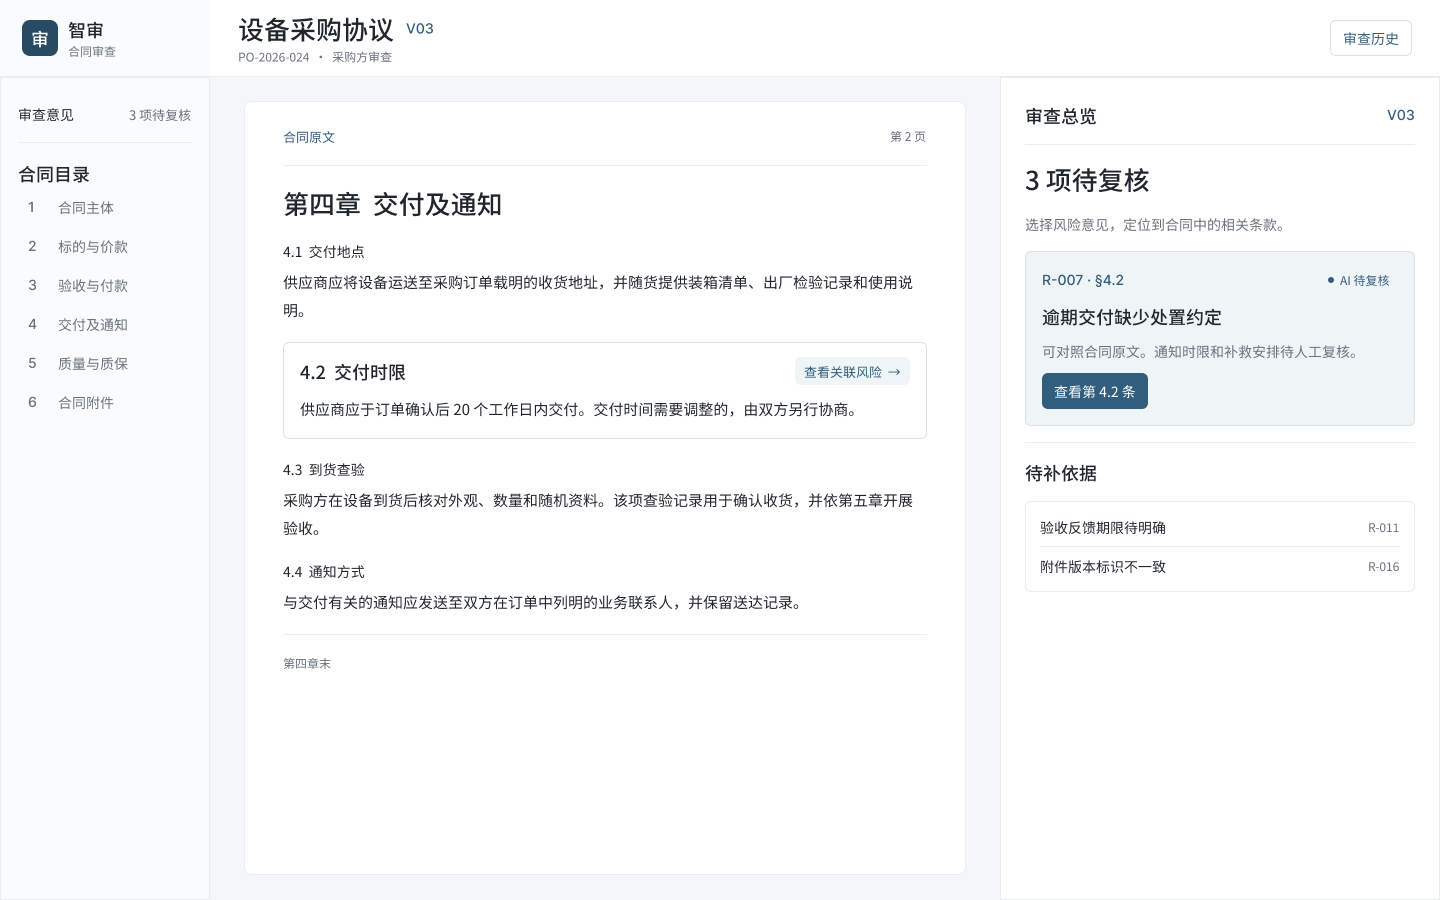 审
智审
合同审查
设备采购协议 V03
PO-2026-024 • 采购方审查
审查历史
审查意见 3 项待复核
合同目录
1 合同主体
2 标的与价款
3 验收与付款
4 交付及通知
5 质量与质保
6 合同附件
合同原文 第 2 页
第四章 交付及通知
4.1 交付地点
供应商应将设备运送至采购订单载明的收货地址，并随货提供装箱清单、出厂检验记录和使用说
明。
4.2 交付时限 查看关联风险 →
供应商应于订单确认后 20 个工作日内交付。交付时间需要调整的，由双方另行协商。
4.3 到货查验
采购方在设备到货后核对外观、数量和随机资料。该项查验记录用于确认收货，并依第五章开展
验收。
4.4 通知方式
与交付有关的通知应发送至双方在订单中列明的业务联系人，并保留送达记录。
第四章末
审查总览 V03
3 项待复核
选择风险意见，定位到合同中的相关条款。
R-007 · §4.2 • AI 待复核
逾期交付缺少处置约定
可对照合同原文。通知时限和补救安排待人工复核。
查看第 4.2 条
待补依据
验收反馈期限待明确 R-011
附件版本标识不一致 R-016